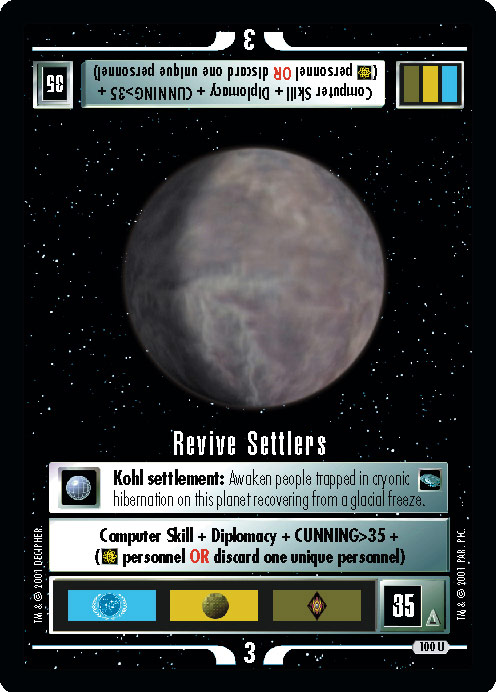 3
35
Computer Skill + Diplomacy + CUNNING>35 +
( personnel OR discard one unique personnel)
Revive Settlers
Kohl settlement: Awaken people trapped in cryonic
hibernation on this planet recovering from a glacial freeze.
Computer Skill + Diplomacy + CUNNING>35 +
( personnel OR discard one unique personnel)
35
TM & © 2001 DECIPHER.
TM & © 2001 PAR. PIC.
100 U
3